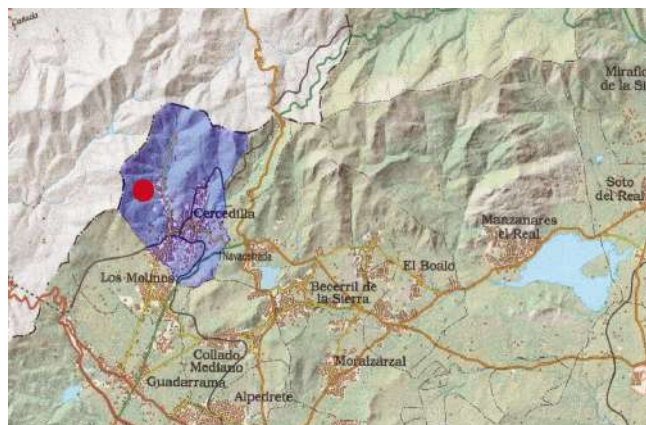 Cañada
Miraflo
de la Si
Soto
del Real
Cercedilla
Manzanares
el Real
Navacerrada
El Boalo
Los Molinos
Becerril de
la Sierra
Collado
Mediano
Moralzarzal
Guadarrama
Alpedrete